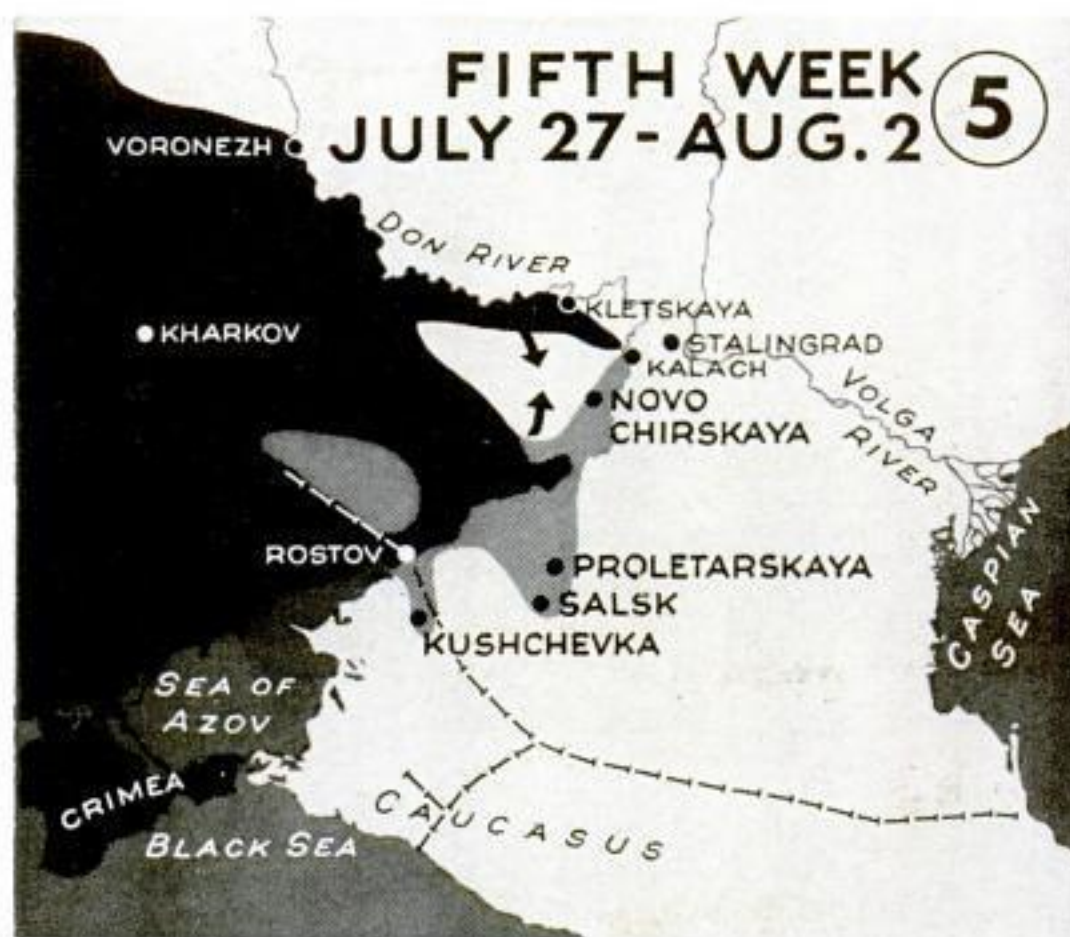 FIFTH WEEK
JULY 27-AUG. 2
5
VORONEZH
DON RIVER
KLETSKAYA
KHARKOV
STALINGRAD
KALACH
NOVO
CHIRSKAYA
VOLGA
RIVER
ROSTOV
PROLETARSKAYA
SALSK
KUSHCHEVKA
CASPIAN
SEA
SEA OF
AZOV
CRIMEA
CAUCASUS
BLACK SEA